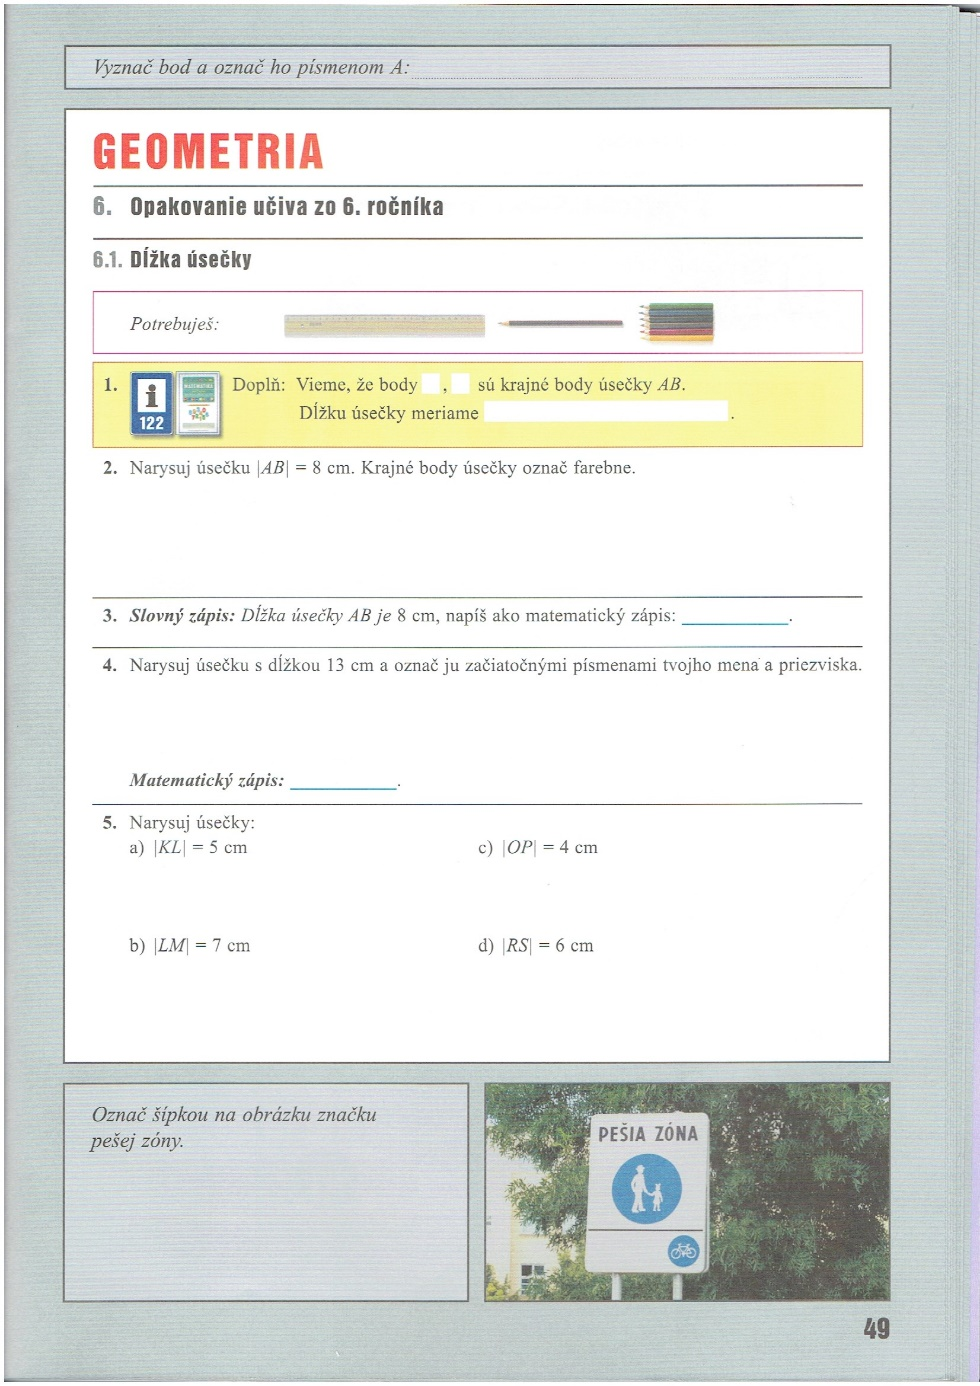 Vyznač bod a označ ho písmenom A:
GEOMETRIA
6. Opakovanie učiva zo 6. ročníka
6.1. Dĺžka úsečky
Potrebuješ:
1. Doplň: Vieme, že body , sú krajné body úsečky AB.
i
122
Dĺžku úsečky meriame .
2. Narysuj úsečku |AB| = 8 cm. Krajné body úsečky označ farebne.
3. Slovný zápis: Dĺžka úsečky AB je 8 cm, napíš ako matematický zápis: .
4. Narysuj úsečku s dĺžkou 13 cm a označ ju začiatočnými písmenami tvojho mena a priezviska.
Matematický zápis: .
5. Narysuj úsečky:
a) |KL| = 5 cm c) |OP| = 4 cm
b) |LM| = 7 cm d) |RS| = 6 cm
Označ šípkou na obrázku značku
pešej zóny.
PEŠIA ZÓNA
49